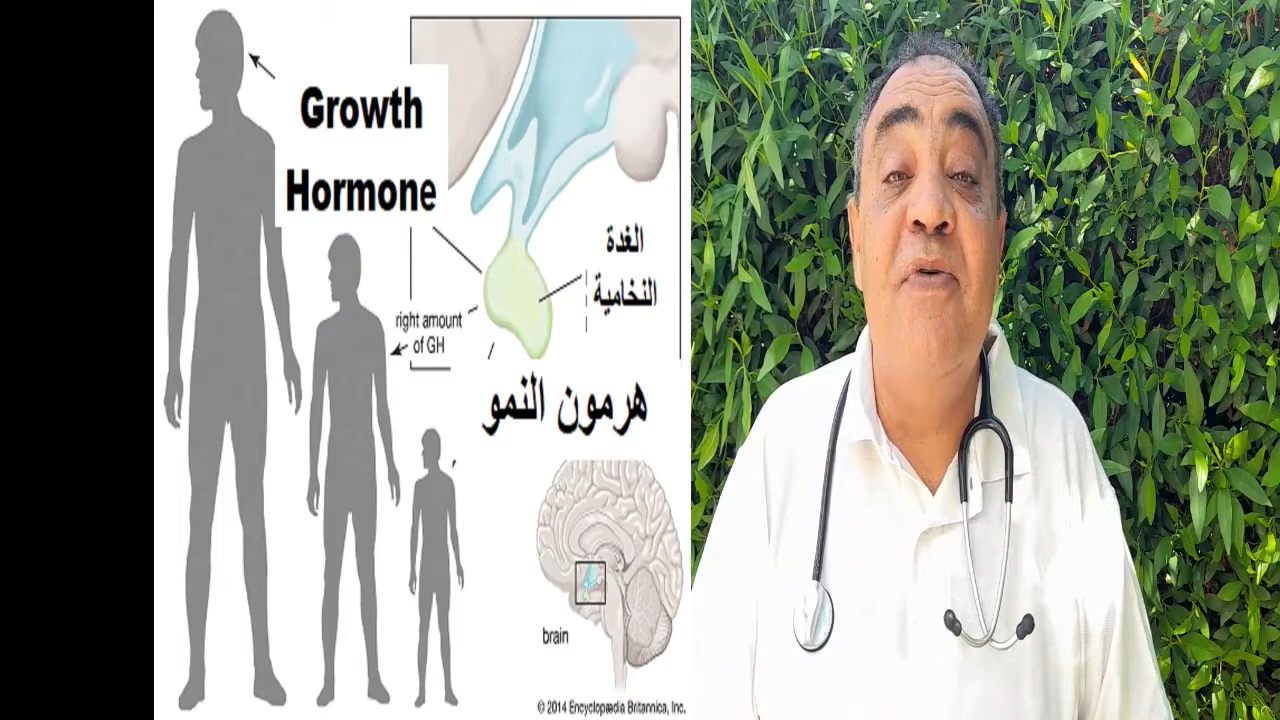 Growth
Hormone
الغدة
النخامية
right amount
of GH
هرمون النمو
brain
© 2014 Encyclopædia Britannica, Inc.